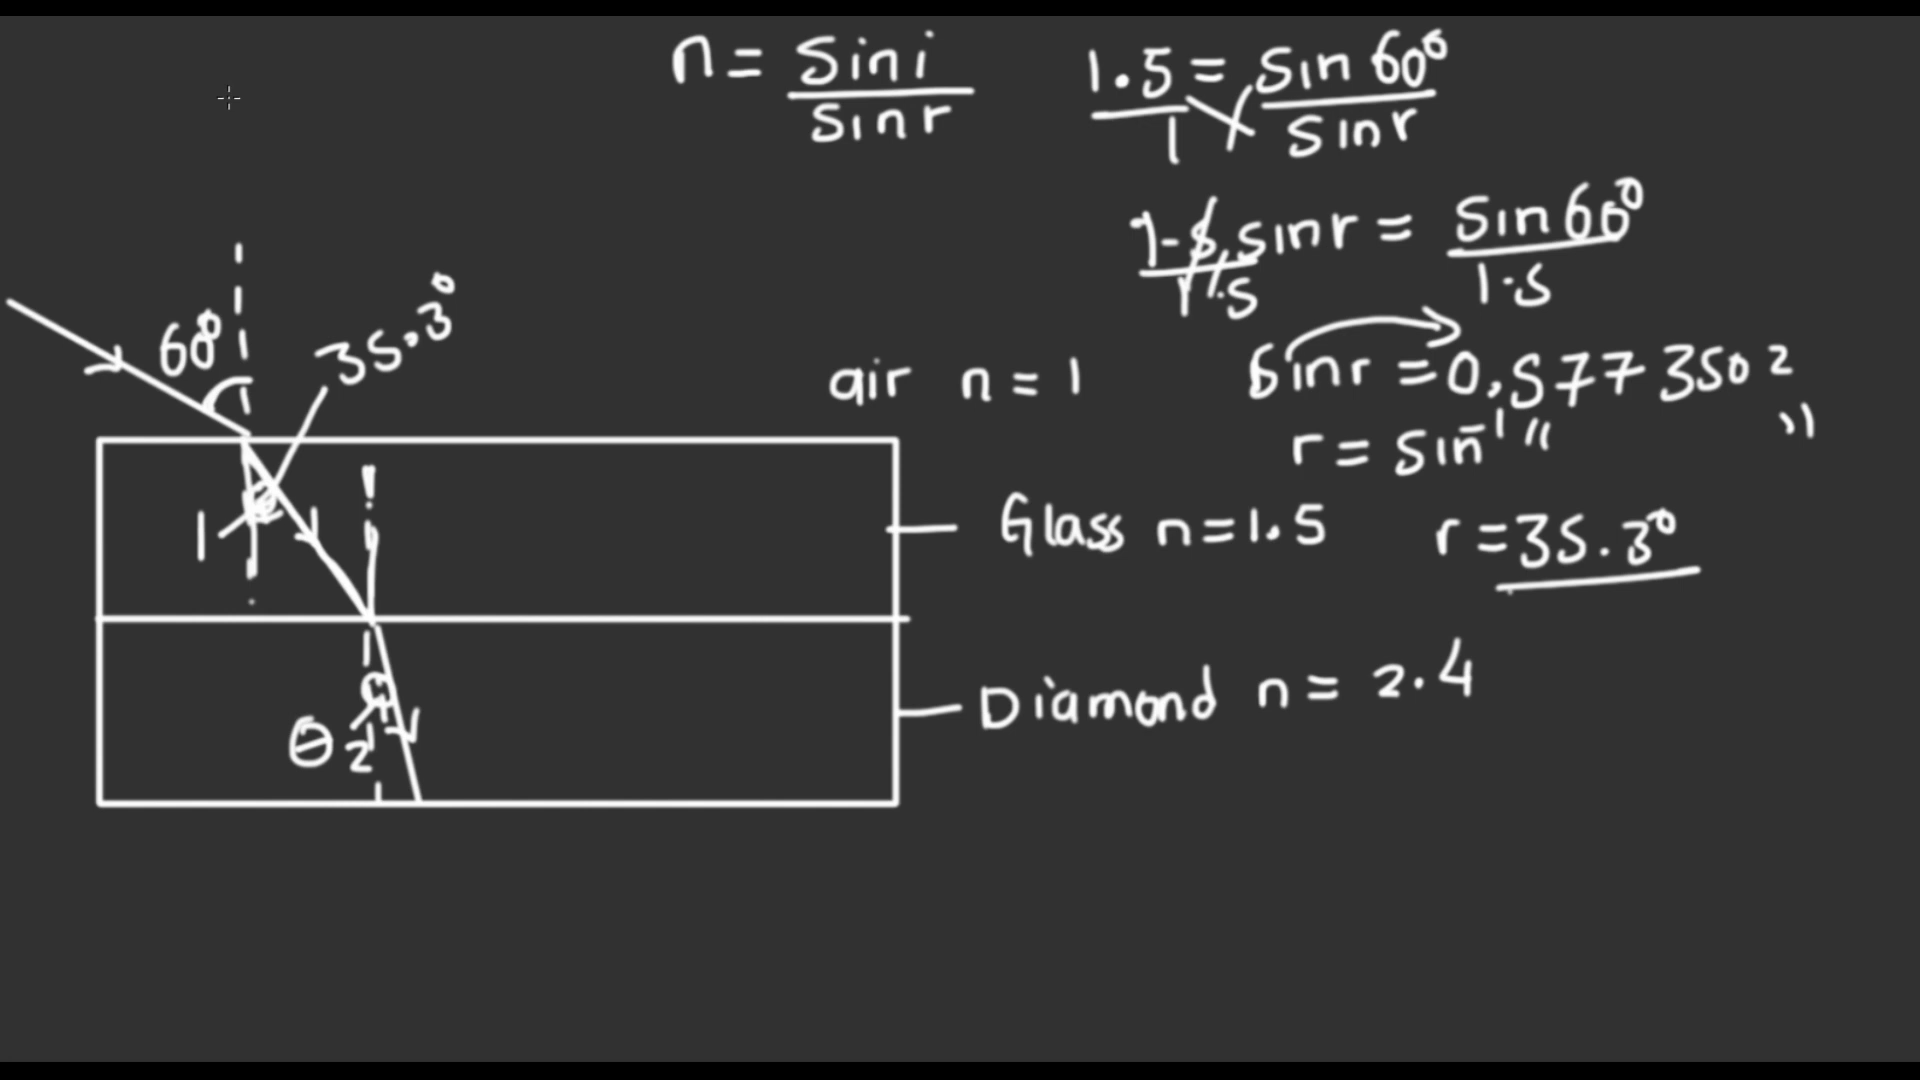 n = sin i / sin r
1.5 / 1 = sin 60° / sin r
1.5 sin r / 1.5 = sin 60° / 1.5
60°
35.3°
air n = 1
sin r = 0.5773502
r = sin⁻¹ " "
1
Glass n = 1.5
r = 35.3°
θ2
Diamond n = 2.4